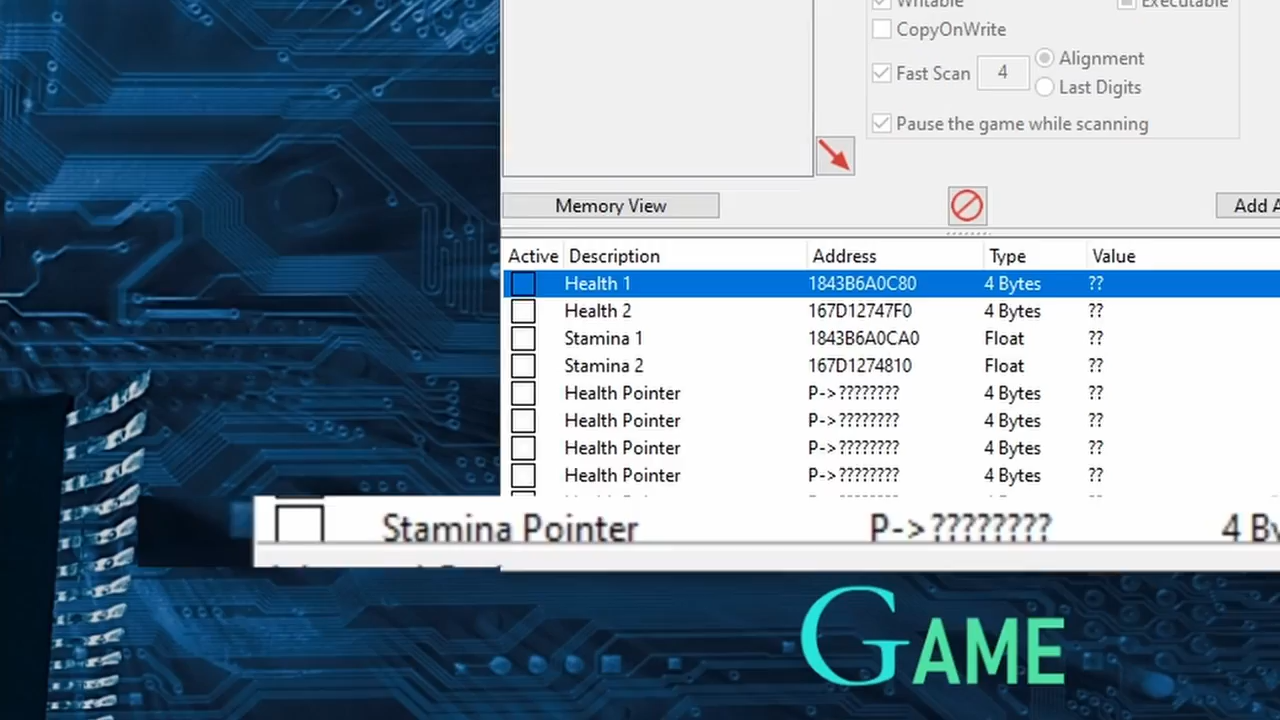 Writable Executable
CopyOnWrite
Fast Scan 4 Alignment
Last Digits
Pause the game while scanning
Memory View Add A
Active Description Address Type Value
Health 1 1843B6A0C80 4 Bytes ??
Health 2 167D12747F0 4 Bytes ??
Stamina 1 1843B6A0CA0 Float ??
Stamina 2 167D1274810 Float ??
Health Pointer P->???????? 4 Bytes ??
Health Pointer P->???????? 4 Bytes ??
Health Pointer P->???????? 4 Bytes ??
Health Pointer P->???????? 4 Bytes ??
Stamina Pointer P->???????? 4 By
GAME